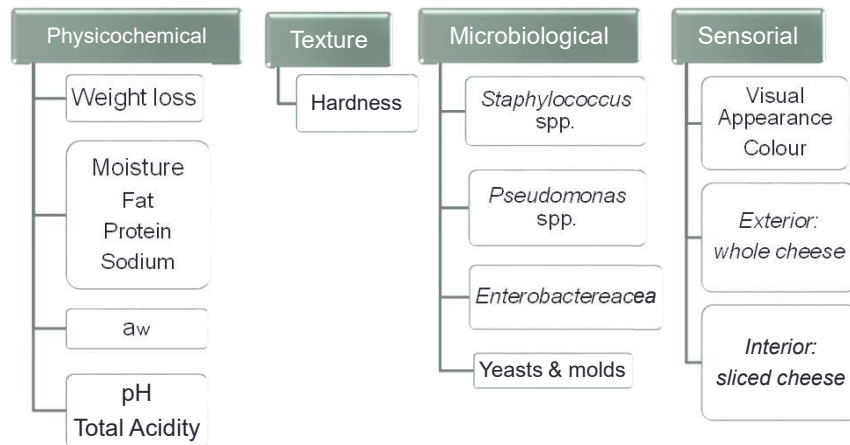 Physicochemical
Weight loss
Moisture
Fat
Protein
Sodium
aw
pH
Total Acidity
Texture
Hardness
Microbiological
Staphylococcus
spp.
Pseudomonas
spp.
Enterobactereacea
Yeasts & molds
Sensorial
Visual
Appearance
Colour
Exterior:
whole cheese
Interior:
sliced cheese